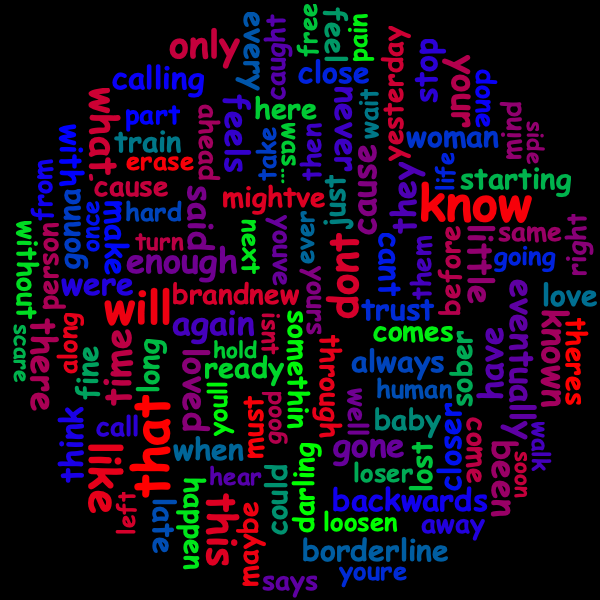 only
every
caught
free
feel
pain
calling
close
yesterday
stop
your
done
what
part
ahead
feels
here
never
wait
woman
mind
side
train
take
was
then
life
with
erase
cause
starting
from
gonna
once
make
hard
said
mightve
just
cause
they
know
without
person
turn
next
youve
ever
cant
them
before
little
same
right
enough
yours
dont
going
were
brandnew
trust
love
scare
there
along
will
again
isnt
somethin
through
comes
always
sober
have
eventually
known
theres
fine
time
long
loved
hold
ready
human
think
call
that
youll
good
must
well
baby
closer
come
been
walk
like
when
gone
lost
soon
hear
darling
loser
left
late
happen
this
maybe
could
loosen
backwards
away
borderline
says
youre